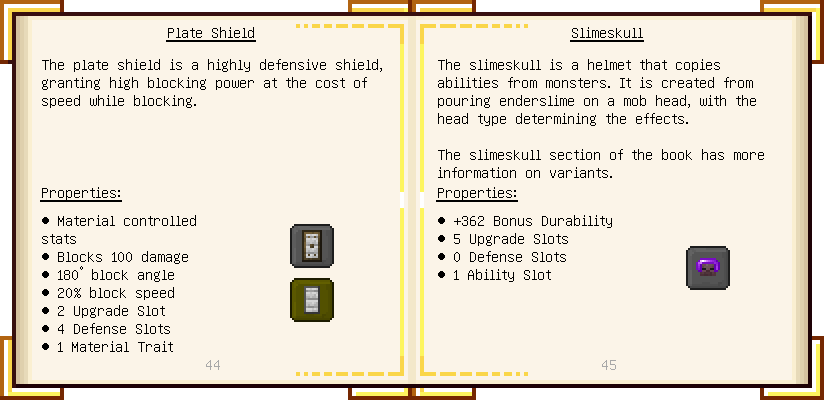 Plate Shield
The plate shield is a highly defensive shield,
granting high blocking power at the cost of
speed while blocking.
Properties:
• Material controlled
stats
• Blocks 100 damage
• 180° block angle
• 20% block speed
• 2 Upgrade Slot
• 4 Defense Slots
• 1 Material Trait
44
Slimeskull
The slimeskull is a helmet that copies
abilities from monsters. It is created from
pouring enderslime on a mob head, with the
head type determining the effects.
The slimeskull section of the book has more
information on variants.
Properties:
• +362 Bonus Durability
• 5 Upgrade Slots
• 0 Defense Slots
• 1 Ability Slot
45